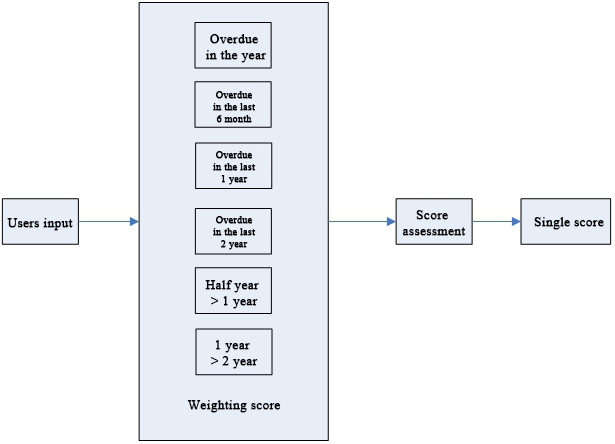 Users input
Overdue
in the year
Overdue
in the last
6 month
Overdue
in the last
1 year
Overdue
in the last
2 year
Half year
> 1 year
1 year
> 2 year
Weighting score
Score
assessment
Single score